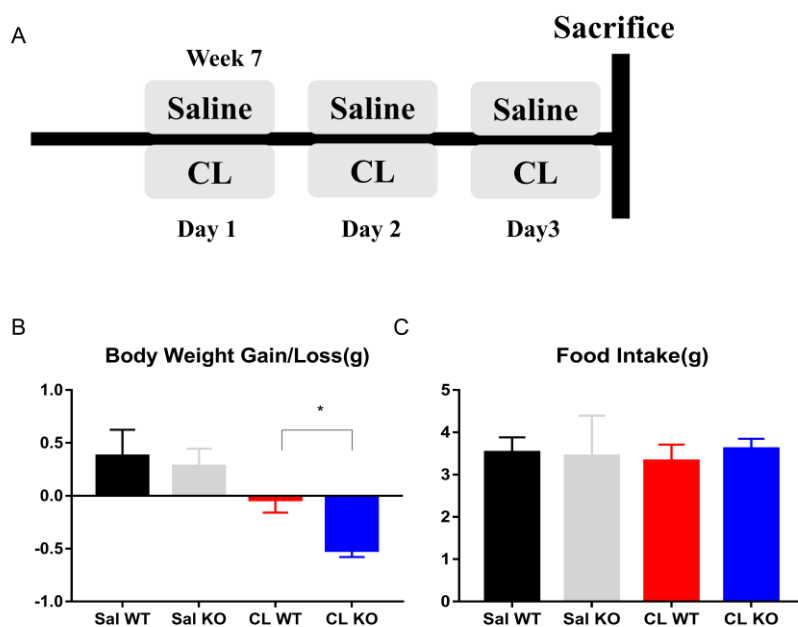 A
Sacrifice
Week 7
Saline Saline Saline
CL CL CL
Day 1 Day 2 Day3
B
Body Weight Gain/Loss(g)
1.0
0.5
0.0
-0.5
-1.0
*
Sal WT Sal KO CL WT CL KO
C
Food Intake(g)
5
4
3
2
1
0
Sal WT Sal KO CL WT CL KO